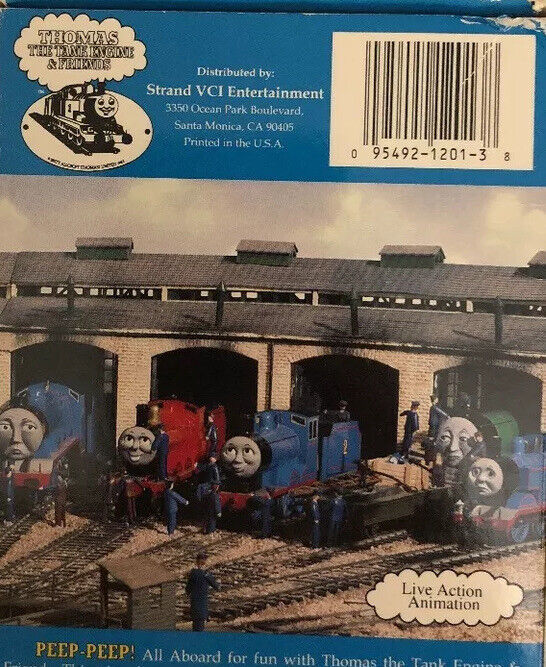 THOMAS
THE TANK ENGINE
& FRIENDS
TM
Distributed by:
Strand VCI Entertainment
3350 Ocean Park Boulevard,
Santa Monica, CA 90405
Printed in the U.S.A.
0 95492-1201-3 8
2
Live Action
Animation
PEEP-PEEP! All Aboard for fun with Thomas the Tank Engine